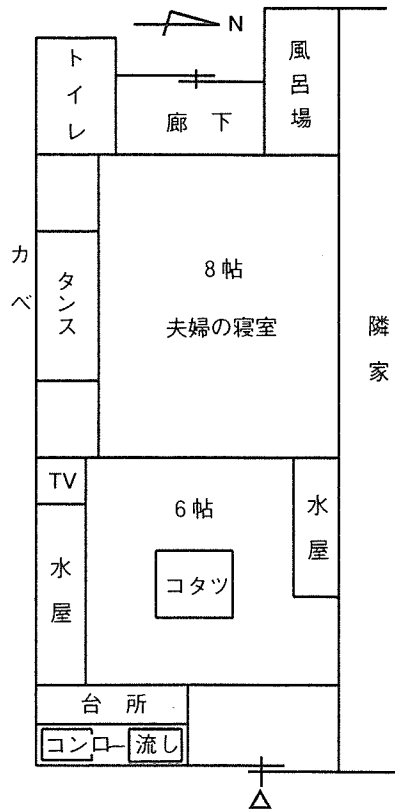 N
トイレ
廊 下
風呂場
カベ
タンス
8帖
夫婦の寝室
隣家
TV
6帖
水屋
水屋
コタツ
台 所
コンロ
流し